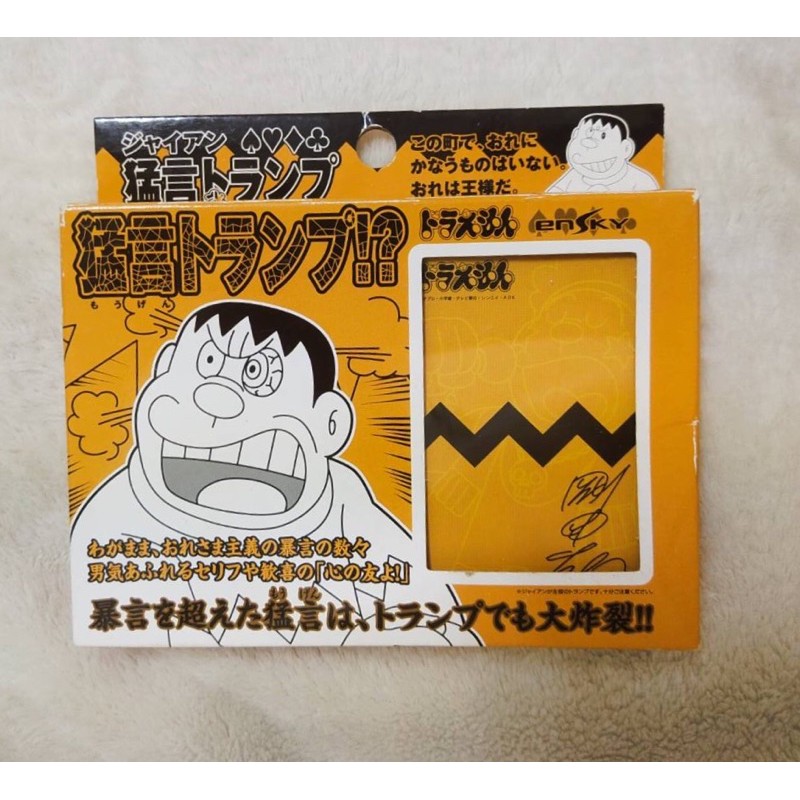 ジャイアン ♠♥♦♣
猛言トランプ
この町で、おれに
かなうものはいない。
おれは王様だ。
猛言トランプ!?
もうげん
ドラえもん enSKY
ドラえもん
わがまま、おれさま主義の暴言の数々
男気あふれるセリフや歓喜の「心の友よ!」
もう げん
暴言を超えた猛言は、トランプでも大炸裂!!